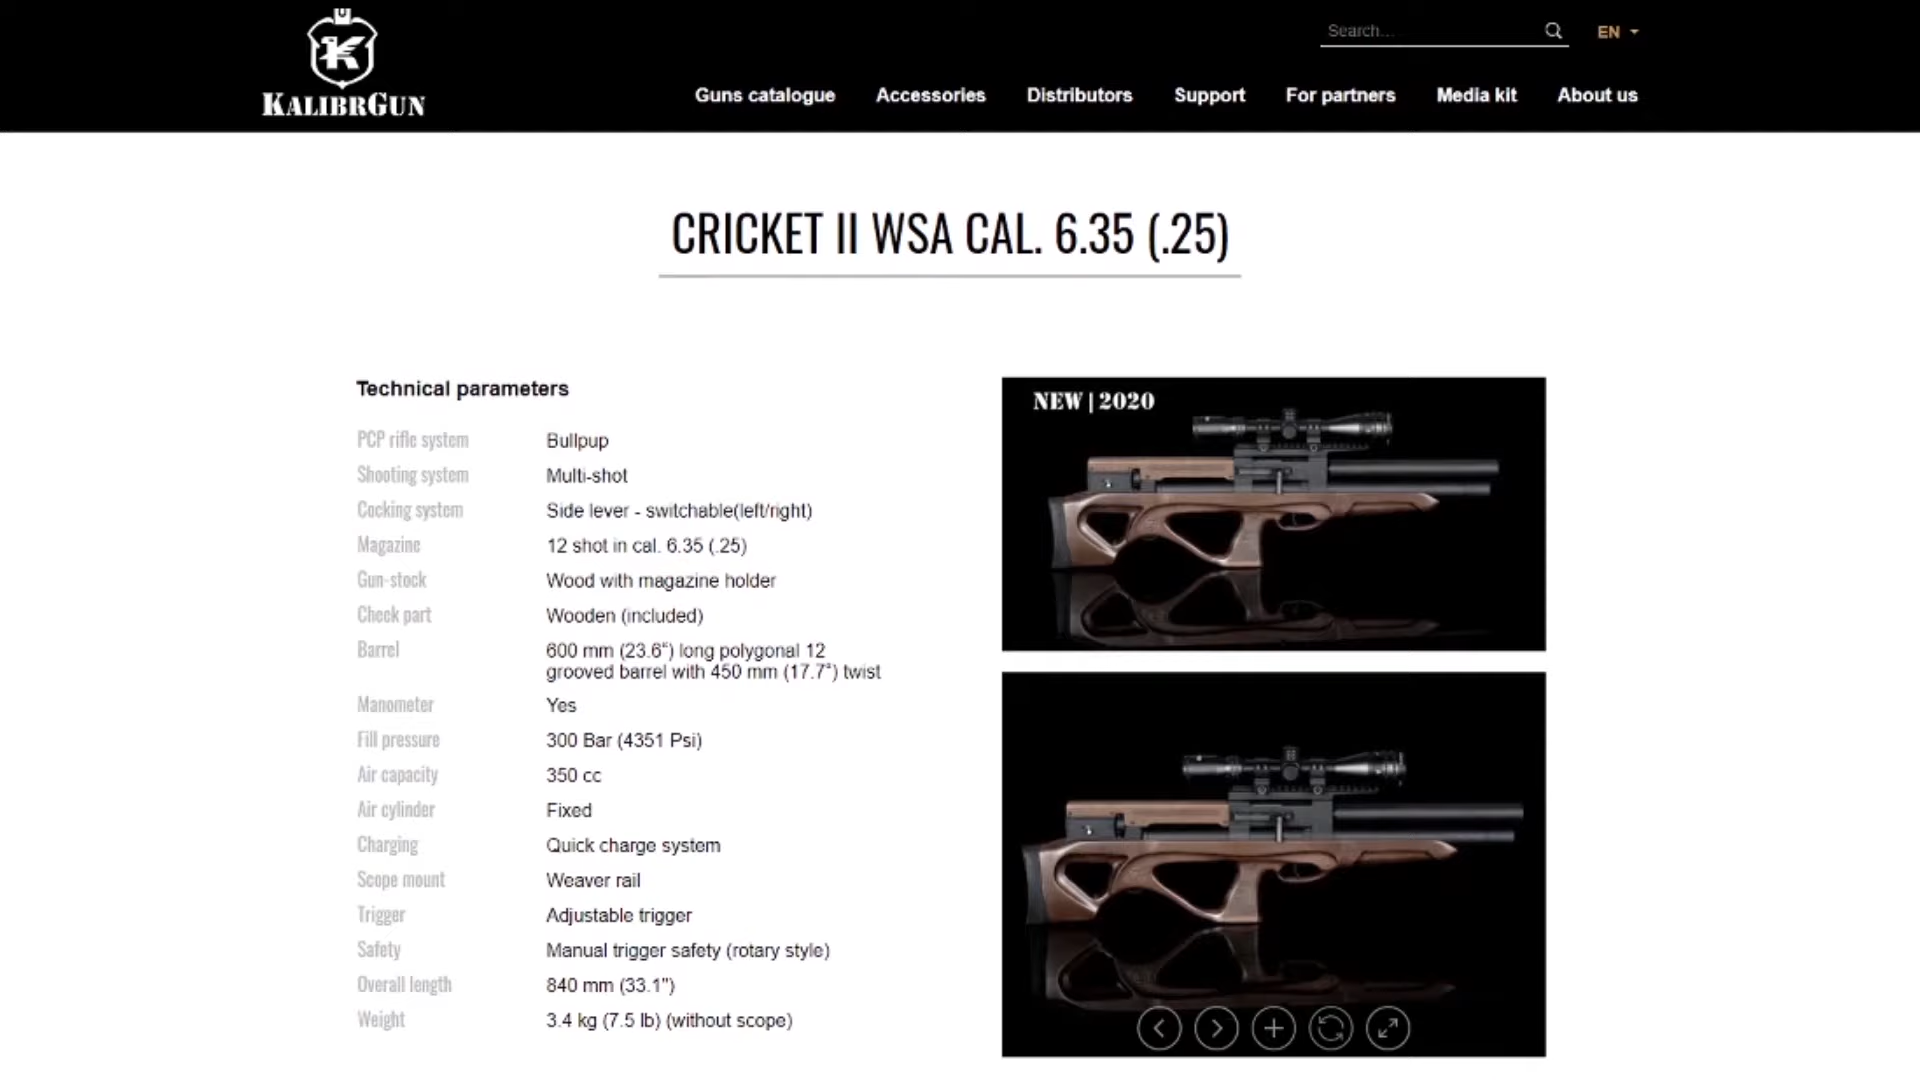 Search...
EN
KALIBRGUN
Guns catalogue Accessories Distributors Support For partners Media kit About us
CRICKET II WSA CAL. 6.35 (.25)
Technical parameters
PCP rifle system Bullpup
Shooting system Multi-shot
Cocking system Side lever - switchable(left/right)
Magazine 12 shot in cal. 6.35 (.25)
Gun-stock Wood with magazine holder
Cheek part Wooden (included)
Barrel 600 mm (23.6“) long polygonal 12
grooved barrel with 450 mm (17.7“) twist
Manometer Yes
Fill pressure 300 Bar (4351 Psi)
Air capacity 350 cc
Air cylinder Fixed
Charging Quick charge system
Scope mount Weaver rail
Trigger Adjustable trigger
Safety Manual trigger safety (rotary style)
Overall length 840 mm (33.1")
Weight 3.4 kg (7.5 lb) (without scope)
NEW | 2020